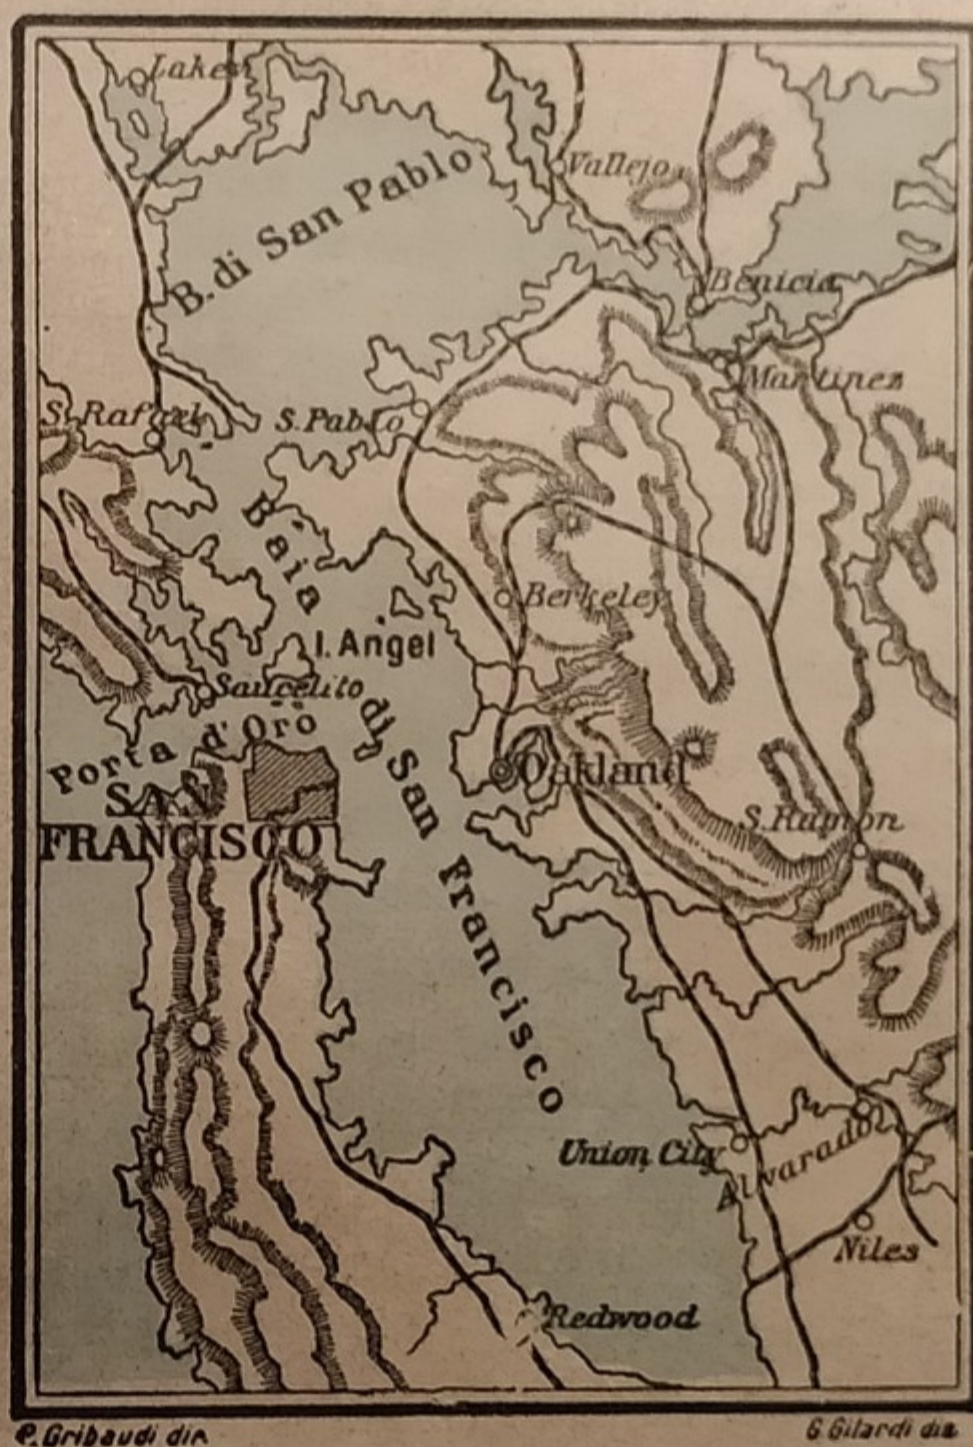 Vallejo
B. di San Pablo
Benicia
Martinez
S. Rafael
S. Pablo
Baia di San Francisco
Berkeley
I. Angel
Saucelito
Porta d'Oro
Oakland
SAN
FRANCISCO
S. Ramon
Union City
Alvarado
Niles
Redwood
P. Gribaudi dir.
G. Gilardi dis.